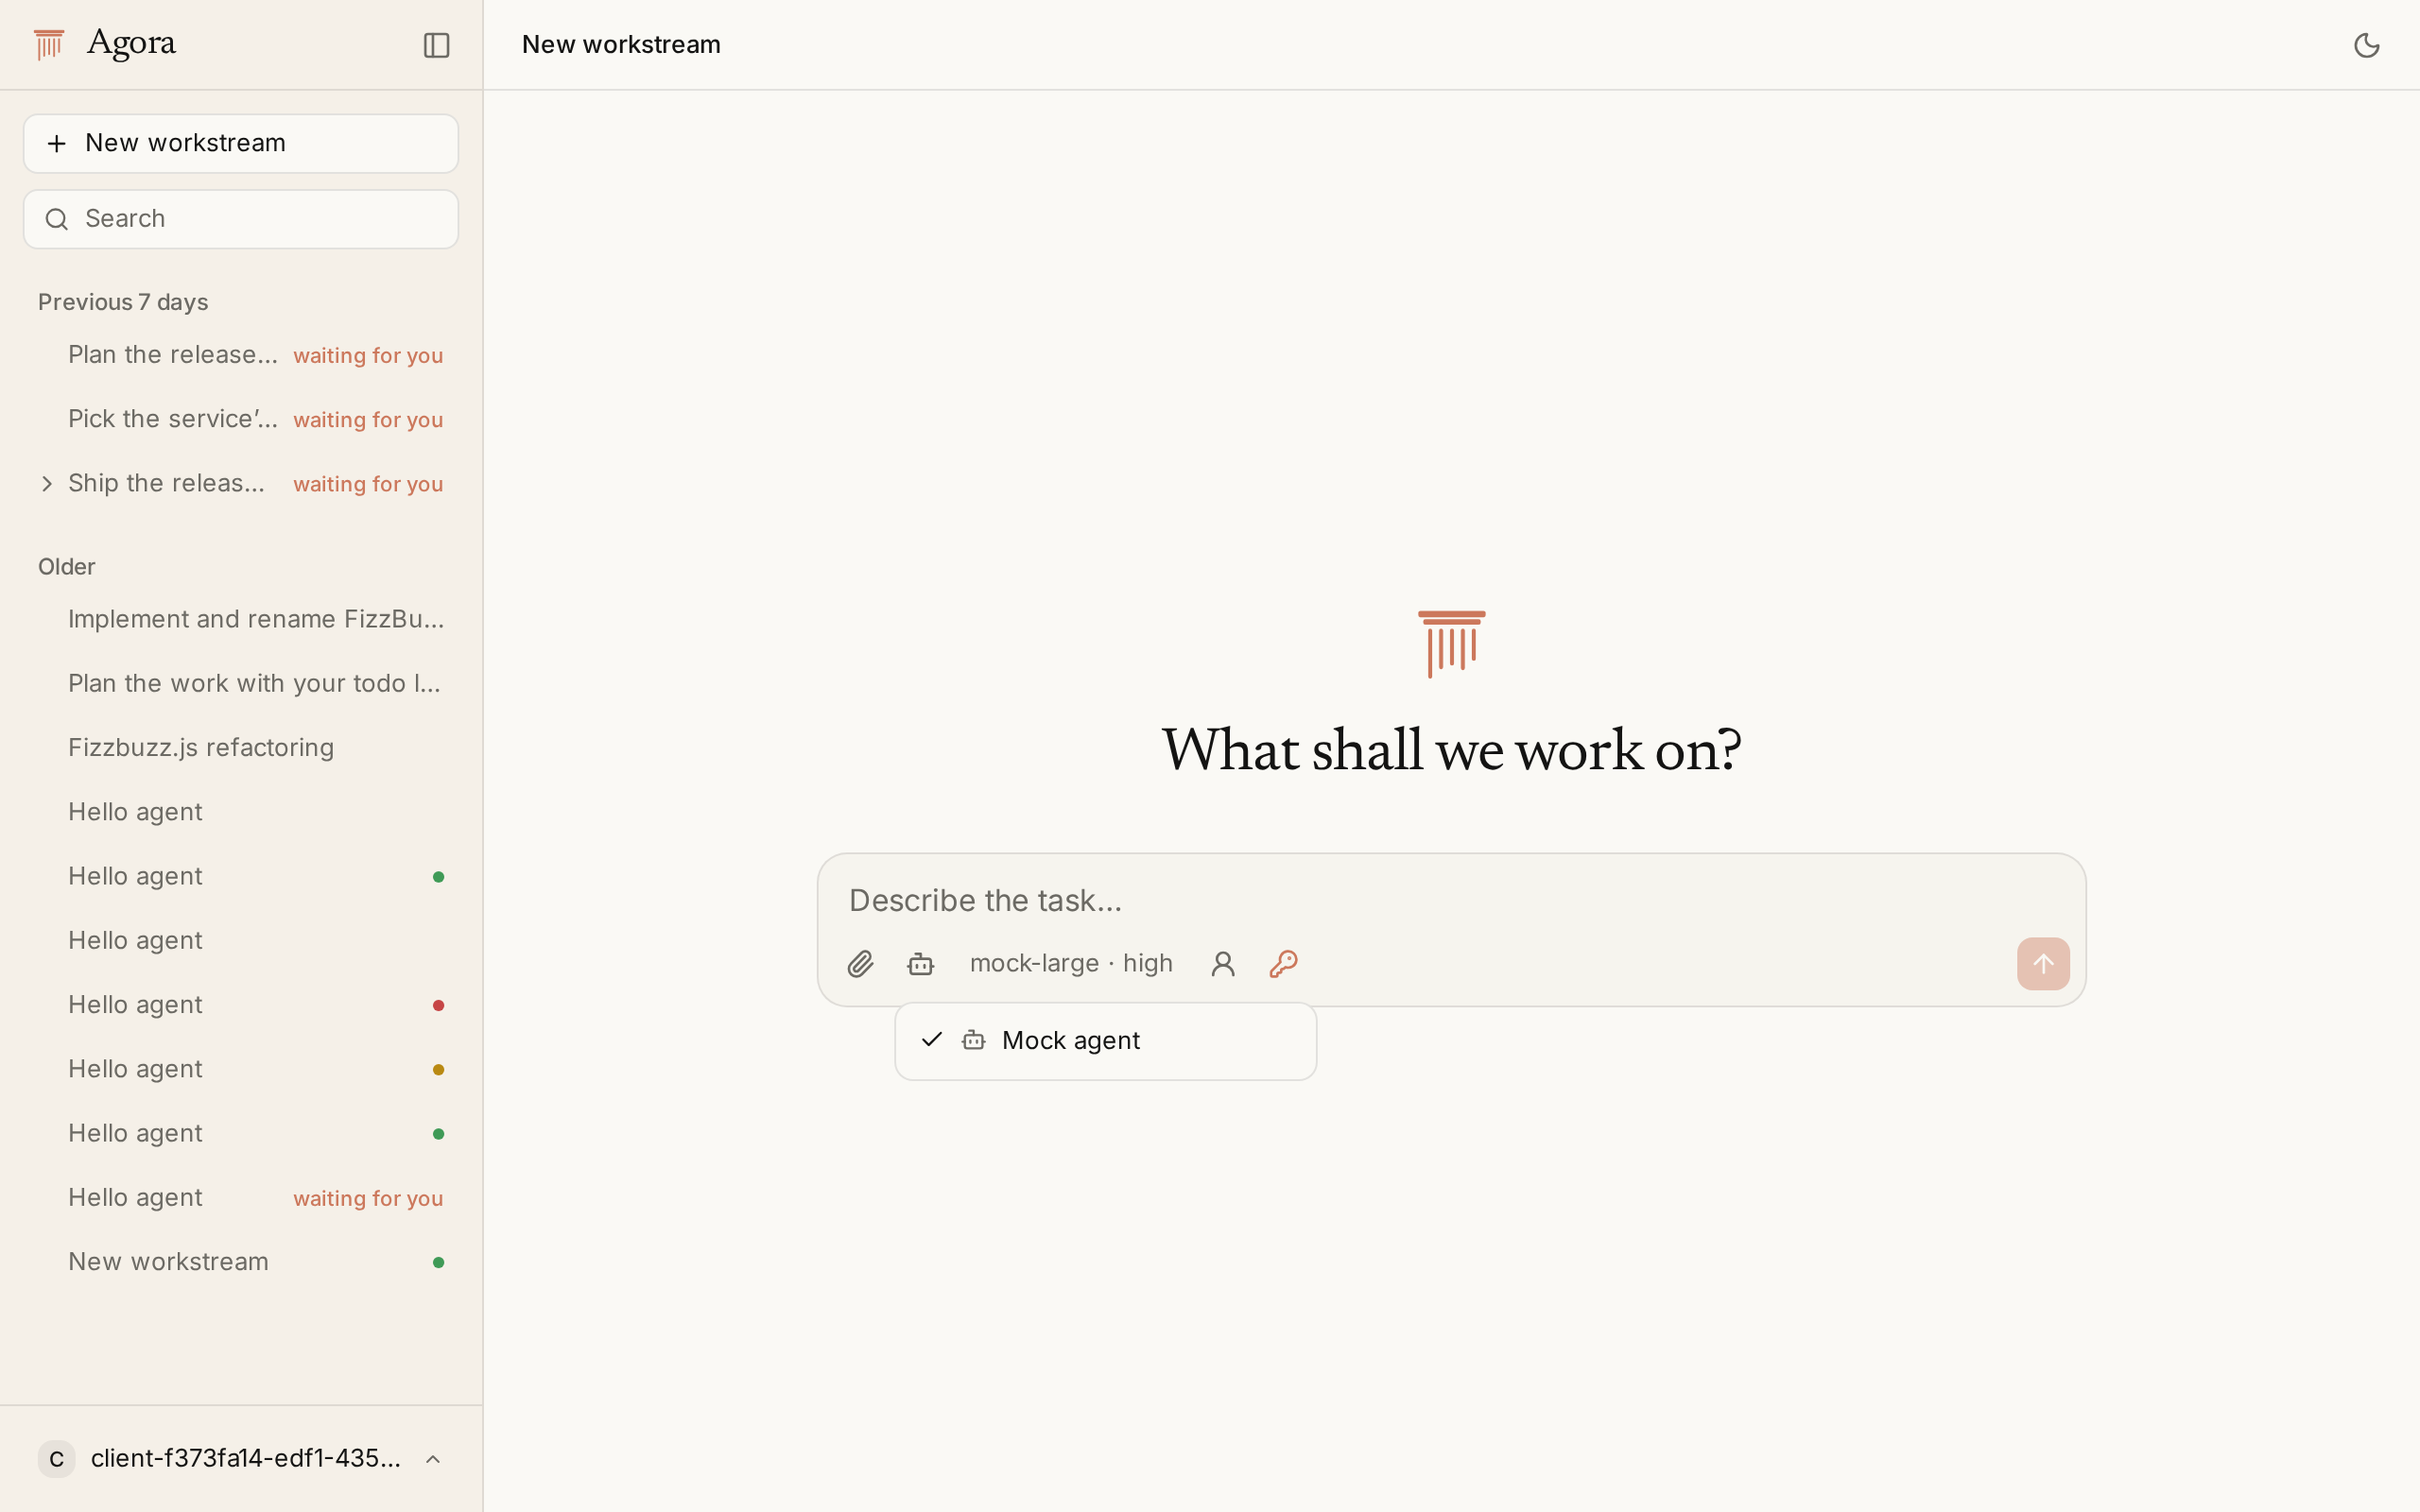 Agora
New workstream
New workstream
Search
Previous 7 days
Plan the release... waiting for you
Pick the service’... waiting for you
Ship the releas... waiting for you
Older
Implement and rename FizzBu...
Plan the work with your todo l...
Fizzbuzz.js refactoring
Hello agent
Hello agent
Hello agent
Hello agent
Hello agent
Hello agent
Hello agent waiting for you
New workstream
C client-f373fa14-edf1-435...
What shall we work on?
Describe the task...
mock-large · high
Mock agent